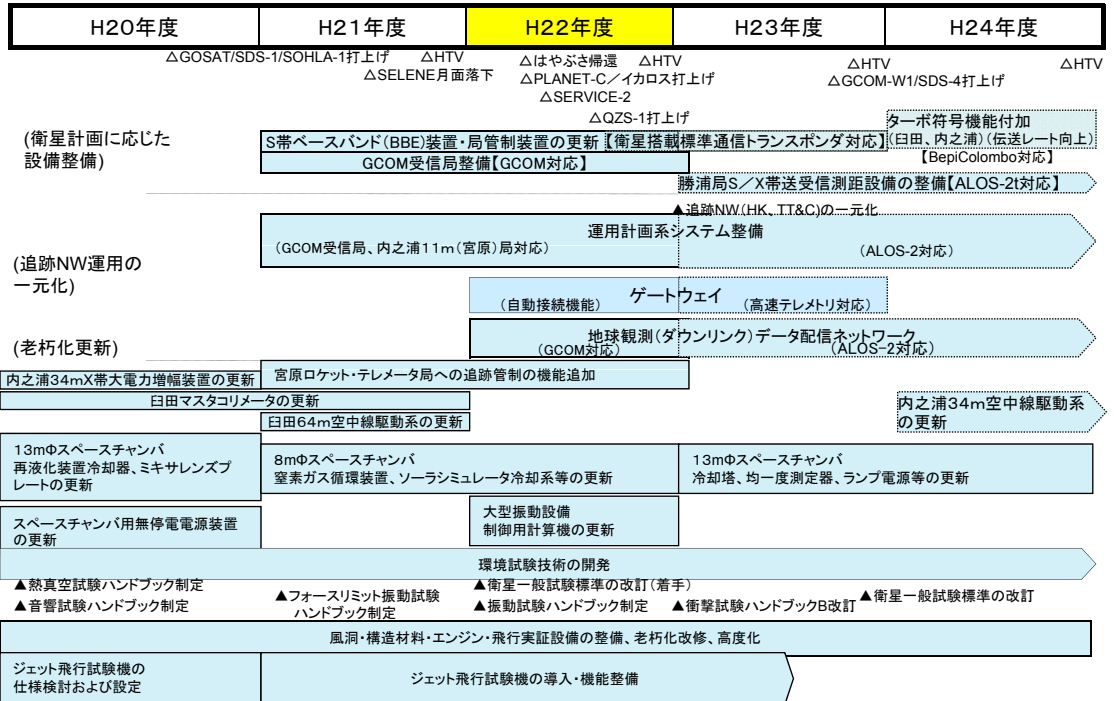 H20年度 H21年度 H22年度 H23年度 H24年度
△GOSAT/SDS-1/SOHLA-1打上げ △HTV △はやぶさ帰還 △HTV △HTV △HTV
△SELENE月面落下 △PLANET-C／イカロス打上げ △GCOM-W1/SDS-4打上げ
△SERVICE-2
△QZS-1打上げ
(衛星計画に応じた
設備整備)
S帯ベースバンド(BBE)装置・局管制装置の更新【衛星搭載標準通信トランスポンダ対応】
ターボ符号機能付加
(臼田、内之浦)(伝送レート向上)
【BepiColombo対応】
GCOM受信局整備【GCOM対応】
勝浦局S／X帯送受信測距設備の整備【ALOS-2t対応】
▲追跡NW(HK、TT&C)の一元化
(追跡NW運用の
一元化)
運用計画系システム整備
(GCOM受信局、内之浦11m(宮原)局対応)
(ALOS-2対応)
ゲートウェイ
(自動接続機能)
(高速テレメトリ対応)
(老朽化更新)
地球観測(ダウンリンク)データ配信ネットワーク
(GCOM対応)
(ALOS-2対応)
内之浦34mX帯大電力増幅装置の更新
宮原ロケット・テレメータ局への追跡管制の機能追加
臼田マスタコリメータの更新
臼田64m空中線駆動系の更新
内之浦34m空中線駆動系
の更新
13mΦスペースチャンバ
再液化装置冷却器、ミキサレンズプ
レートの更新
8mΦスペースチャンバ
窒素ガス循環装置、ソーラシミュレータ冷却系等の更新
13mΦスペースチャンバ
冷却塔、均一度測定器、ランプ電源等の更新
スペースチャンバ用無停電電源装置
の更新
大型振動設備
制御用計算機の更新
環境試験技術の開発
▲熱真空試験ハンドブック制定
▲音響試験ハンドブック制定
▲フォースリミット振動試験
ハンドブック制定
▲衛星一般試験標準の改訂(着手)
▲振動試験ハンドブック制定
▲衝撃試験ハンドブックB改訂
▲衛星一般試験標準の改訂
風洞・構造材料・エンジン・飛行実証設備の整備、老朽化改修、高度化
ジェット飛行試験機の
仕様検討および設定
ジェット飛行試験機の導入・機能整備